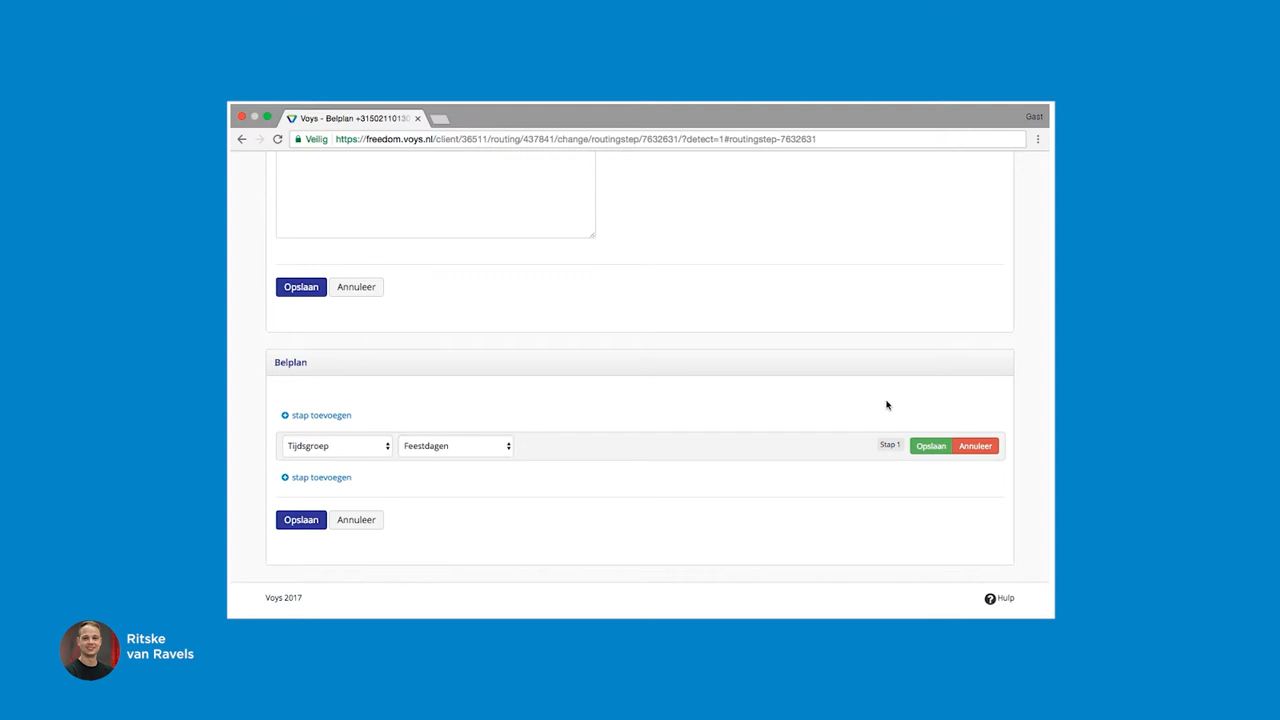 Voys - Belplan +31502110130
Gast
Veilig https://freedom.voys.nl/client/36511/routing/437841/change/routingstep/7632631/?detect=1#routingstep-7632631
Opslaan Annuleer
Belplan
stap toevoegen
Tijdsgroep Feestdagen Stap 1 Opslaan Annuleer
stap toevoegen
Opslaan Annuleer
Voys 2017 Hulp
Ritske
van Ravels